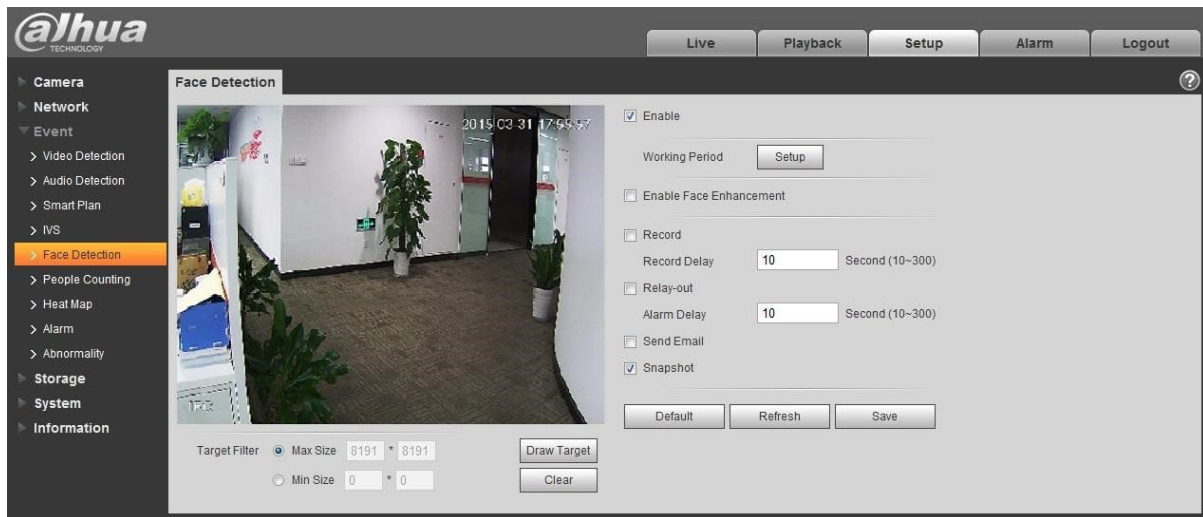 alhua
TECHNOLOGY
Live Playback Setup Alarm Logout
Camera
Network
Event
Video Detection
Audio Detection
Smart Plan
IVS
Face Detection
People Counting
Heat Map
Alarm
Abnormality
Storage
System
Information
Face Detection
2015 03 31 17:55:57
IPC
Target Filter Max Size 8191 * 8191 Draw Target
Min Size 0 * 0 Clear
Enable
Working Period Setup
Enable Face Enhancement
Record
Record Delay 10 Second (10~300)
Relay-out
Alarm Delay 10 Second (10~300)
Send Email
Snapshot
Default Refresh Save